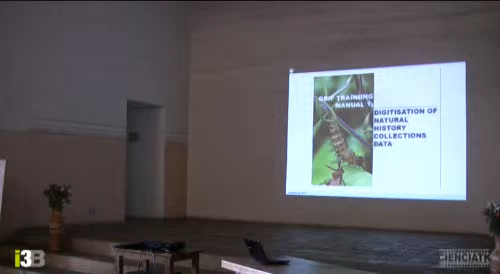 GBIF TRAINING
MANUAL 1
DIGITISATION OF
NATURAL
HISTORY
COLLECTIONS
DATA
i3B
CIENCIATK